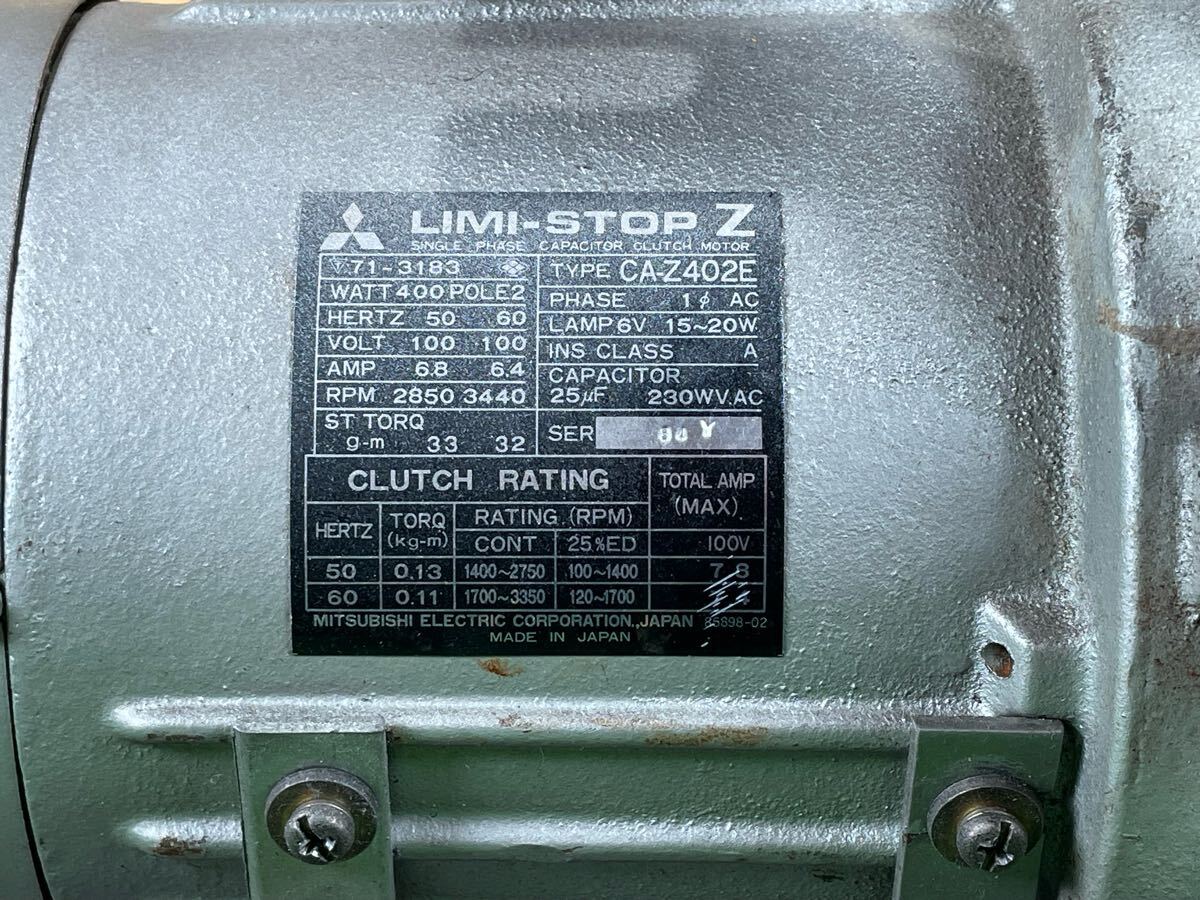 LIMI-STOP Z
SINGLE PHASE CAPACITOR CLUTCH MOTOR
71-3183
TYPE CA-Z402E
WATT 400 POLE 2
PHASE 1φ AC
HERTZ 50 60
LAMP 6V 15~20W
VOLT 100 100
INS CLASS A
AMP 6.8 6.4
CAPACITOR
RPM 2850 3440
25μF 230WV.AC
ST TORQ
g-m 33 32
SER 84 Y
CLUTCH RATING
TOTAL AMP
(MAX)
HERTZ
TORQ
(kg-m)
RATING (RPM)
CONT 25%ED 100V
50 0.13 1400~2750 100~1400 7.8
60 0.11 1700~3350 120~1700
MITSUBISHI ELECTRIC CORPORATION., JAPAN 85898-02
MADE IN JAPAN